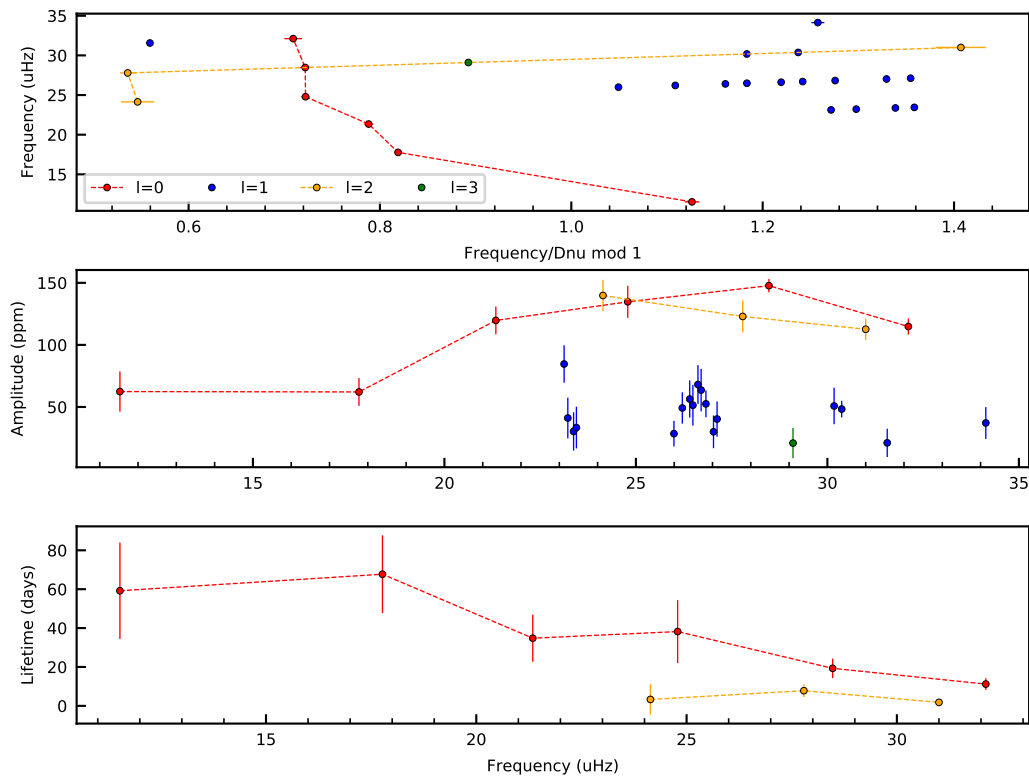 35
30
25
20
15
Frequency (uHz)
l=0 l=1 l=2 l=3
0.6 0.8 1.0 1.2 1.4
Frequency/Dnu mod 1
150
100
50
Amplitude (ppm)
15 20 25 30 35
80
60
40
20
0
Lifetime (days)
15 20 25 30
Frequency (uHz)